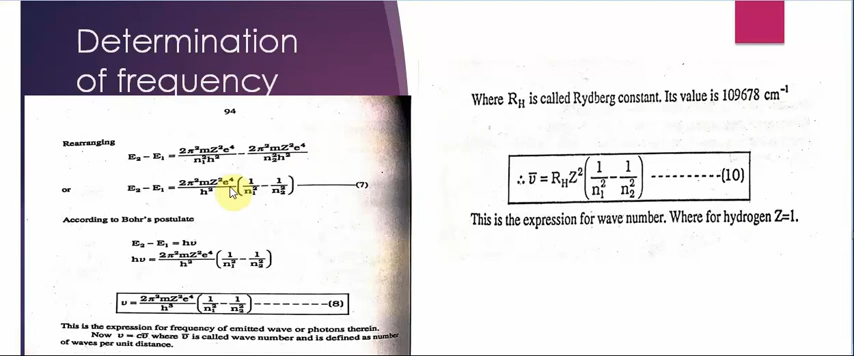 Determination
of frequency
94
Rearranging
E₂ − E₁ = 2π²mZ²e⁴/n₁²h² − 2π²mZ²e⁴/n₂²h²
or E₂ − E₁ = 2π²mZ²e⁴/h² (1/n₁² − 1/n₂²) ----------(7)
According to Bohr's postulate
E₂ − E₁ = hυ
hυ = 2π²mZ²e⁴/h² (1/n₁² − 1/n₂²)
υ = 2π²mZ²e⁴/h³ (1/n₁² − 1/n₂²) ---------(8)
This is the expression for frequency of emitted wave or photons therein.
Now υ = cῡ where ῡ is called wave number and is defined as number
of waves per unit distance.
Where R_H is called Rydberg constant. Its value is 109678 cm⁻¹
∴ ῡ = R_H Z² (1/n₁² − 1/n₂²) ----------(10)
This is the expression for wave number. Where for hydrogen Z=1.